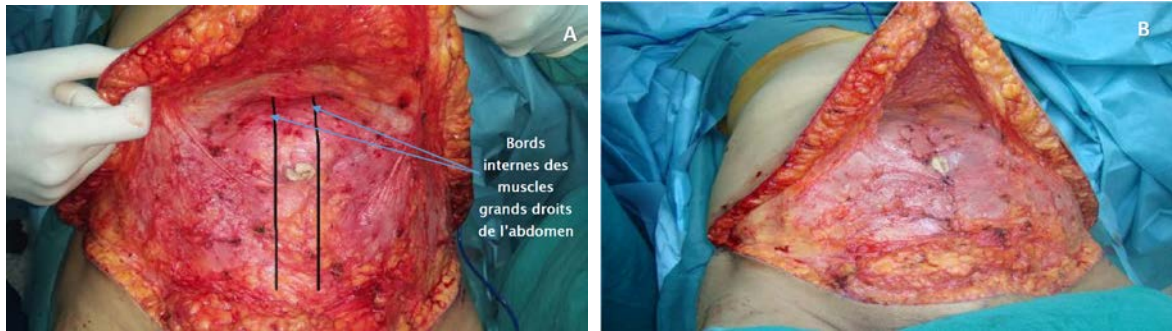 A
Bords
internes des
muscles
grands droits
de l'abdomen
B